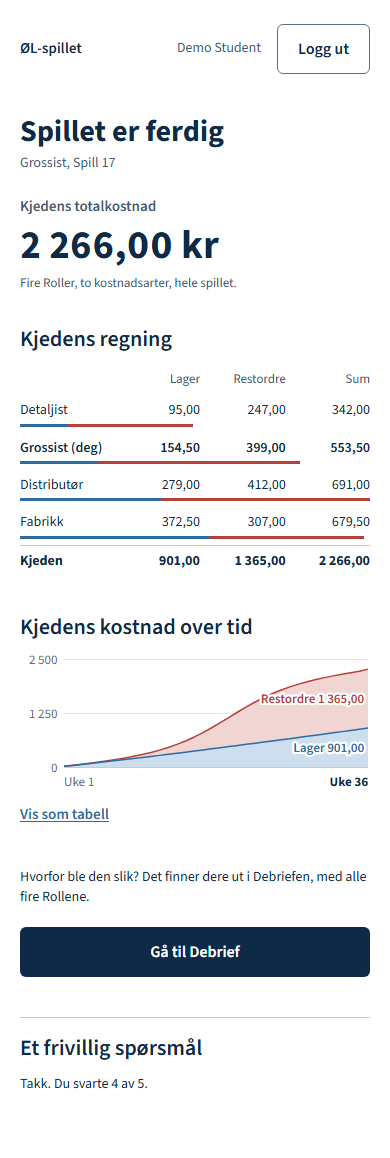 ØL-spillet Demo Student Logg ut
Spillet er ferdig
Grossist, Spill 17
Kjedens totalkostnad
2 266,00 kr
Fire Roller, to kostnadsarter, hele spillet.
Kjedens regning
Lager Restordre Sum
Detaljist 95,00 247,00 342,00
Grossist (deg) 154,50 399,00 553,50
Distributør 279,00 412,00 691,00
Fabrikk 372,50 307,00 679,50
Kjeden 901,00 1 365,00 2 266,00
Kjedens kostnad over tid
2 500
Restordre 1 365,00
1 250
Lager 901,00
0
Uke 1 Uke 36
Vis som tabell
Hvorfor ble den slik? Det finner dere ut i Debriefen, med alle
fire Rollene.
Gå til Debrief
Et frivillig spørsmål
Takk. Du svarte 4 av 5.